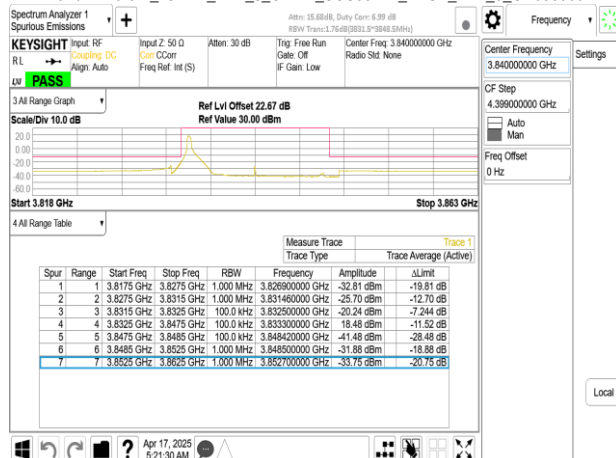 Spectrum Analyzer 1
Spurious Emissions
Attn: 15.68dB, Duty Corr: 6.99 dB
RBW Trans:1.76dB(3831.5~3848.5MHz)
Frequency
KEYSIGHT
RL
LXI PASS
Input: RF
Coupling: DC
Align: Auto
Input Z: 50 Ω
Corr CCorr
Freq Ref: Int (S)
Atten: 30 dB
Trig: Free Run
Gate: Off
IF Gain: Low
Center Freq: 3.840000000 GHz
Radio Std: None
Center Frequency
3.840000000 GHz
Settings
CF Step
4.399000000 GHz
Auto
Man
Freq Offset
0 Hz
3 All Range Graph
Scale/Div 10.0 dB
Ref Lvl Offset 22.67 dB
Ref Value 30.00 dBm
20.0
0.00
-20.0
-40.0
-60.0
Start 3.818 GHz
Stop 3.863 GHz
4 All Range Table
Measure Trace Trace 1
Trace Type Trace Average (Active)
Spur Range Start Freq Stop Freq RBW Frequency Amplitude ΔLimit
1 1 3.8175 GHz 3.8275 GHz 1.000 MHz 3.826900000 GHz -32.81 dBm -19.81 dB
2 2 3.8275 GHz 3.8315 GHz 1.000 MHz 3.831460000 GHz -25.70 dBm -12.70 dB
3 3 3.8315 GHz 3.8325 GHz 100.0 kHz 3.832500000 GHz -20.24 dBm -7.244 dB
4 4 3.8325 GHz 3.8475 GHz 100.0 kHz 3.833300000 GHz 18.48 dBm -11.52 dB
5 5 3.8475 GHz 3.8485 GHz 100.0 kHz 3.848420000 GHz -41.48 dBm -28.48 dB
6 6 3.8485 GHz 3.8525 GHz 1.000 MHz 3.848500000 GHz -31.88 dBm -18.88 dB
7 7 3.8525 GHz 3.8625 GHz 1.000 MHz 3.852700000 GHz -33.75 dBm -20.75 dB
Local
?
Apr 17, 2025
5:21:30 AM